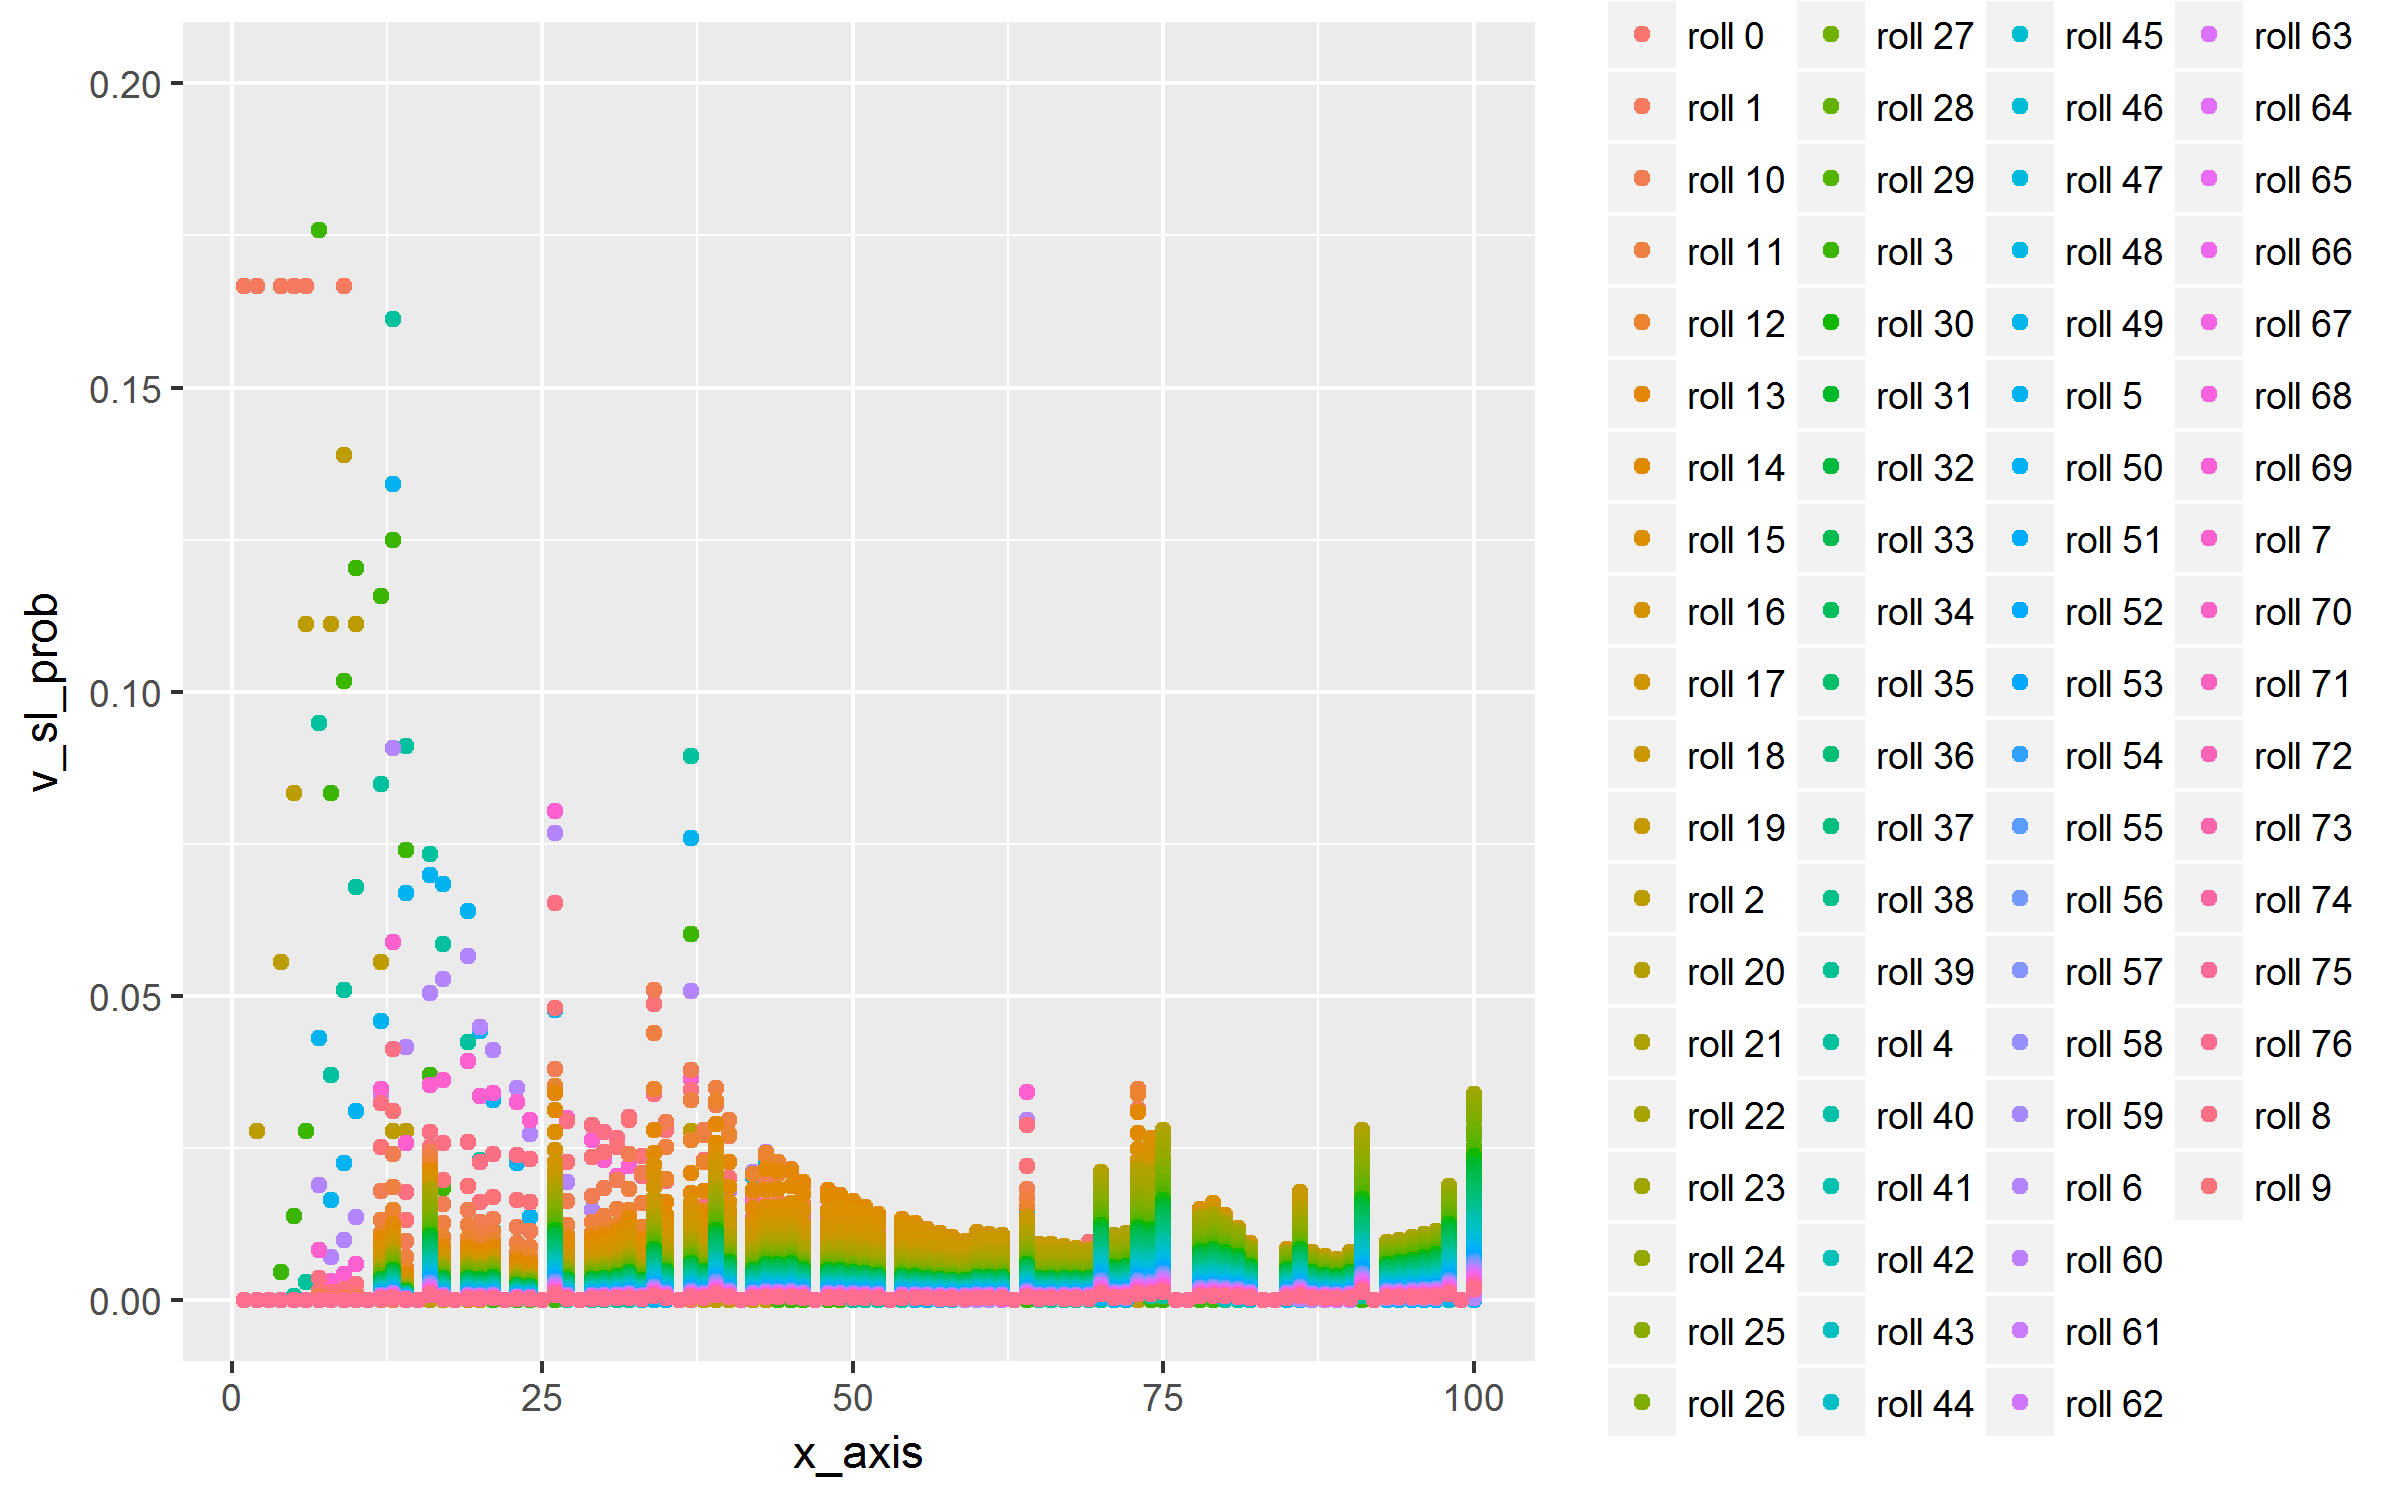 0.20
0.15
0.10
0.05
0.00
v_sl_prob
0
25
50
75
100
x_axis
roll 0
roll 1
roll 10
roll 11
roll 12
roll 13
roll 14
roll 15
roll 16
roll 17
roll 18
roll 19
roll 2
roll 20
roll 21
roll 22
roll 23
roll 24
roll 25
roll 26
roll 27
roll 28
roll 29
roll 3
roll 30
roll 31
roll 32
roll 33
roll 34
roll 35
roll 36
roll 37
roll 38
roll 39
roll 4
roll 40
roll 41
roll 42
roll 43
roll 44
roll 45
roll 46
roll 47
roll 48
roll 49
roll 5
roll 50
roll 51
roll 52
roll 53
roll 54
roll 55
roll 56
roll 57
roll 58
roll 59
roll 6
roll 60
roll 61
roll 62
roll 63
roll 64
roll 65
roll 66
roll 67
roll 68
roll 69
roll 7
roll 70
roll 71
roll 72
roll 73
roll 74
roll 75
roll 76
roll 8
roll 9